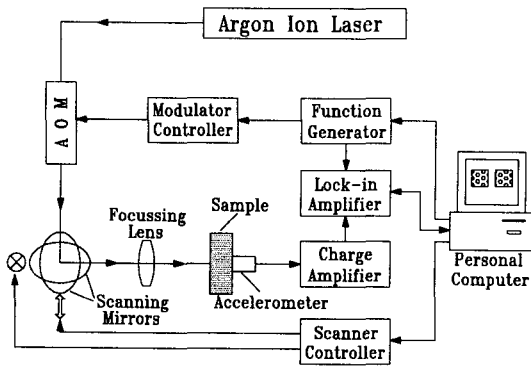 Argon Ion Laser
AOM
Modulator
Controller
Function
Generator
Lock-in
Amplifier
Focussing
Lens
Sample
Charge
Amplifier
Personal
Computer
Accelerometer
Scanning
Mirrors
Scanner
Controller